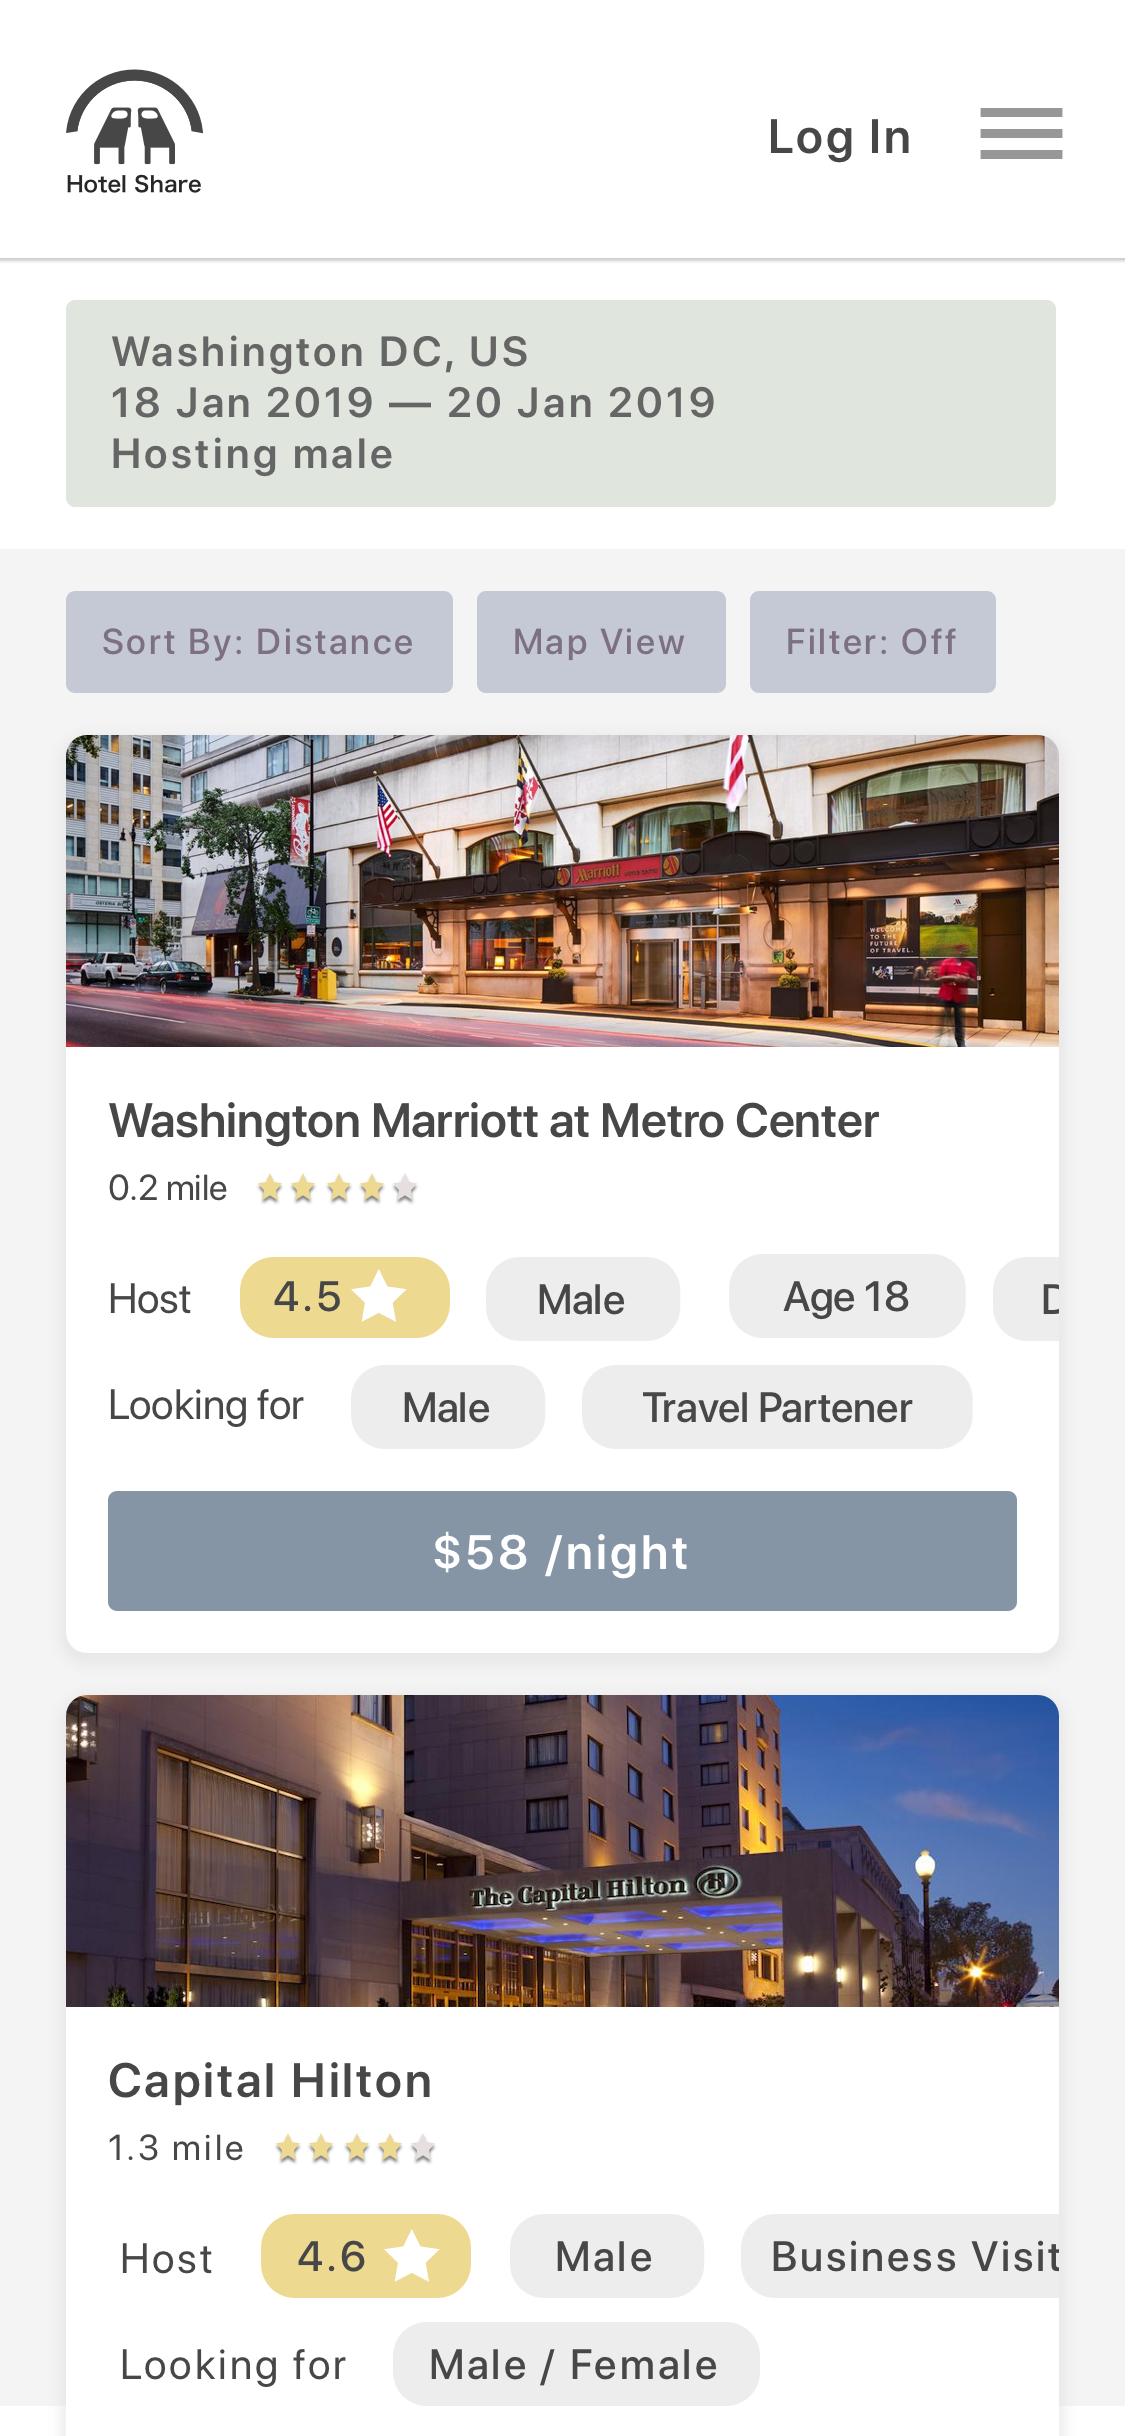 Hotel Share
Log In
Washington DC, US
18 Jan 2019 — 20 Jan 2019
Hosting male
Sort By: Distance
Map View
Filter: Off
Marriott
WELCOME
TO THE
FUTURE
OF TRAVEL.
Washington Marriott at Metro Center
0.2 mile
Host 4.5 Male Age 18 D
Looking for Male Travel Partener
$58 /night
The Capital Hilton H
Capital Hilton
1.3 mile
Host 4.6 Male Business Visit
Looking for Male / Female